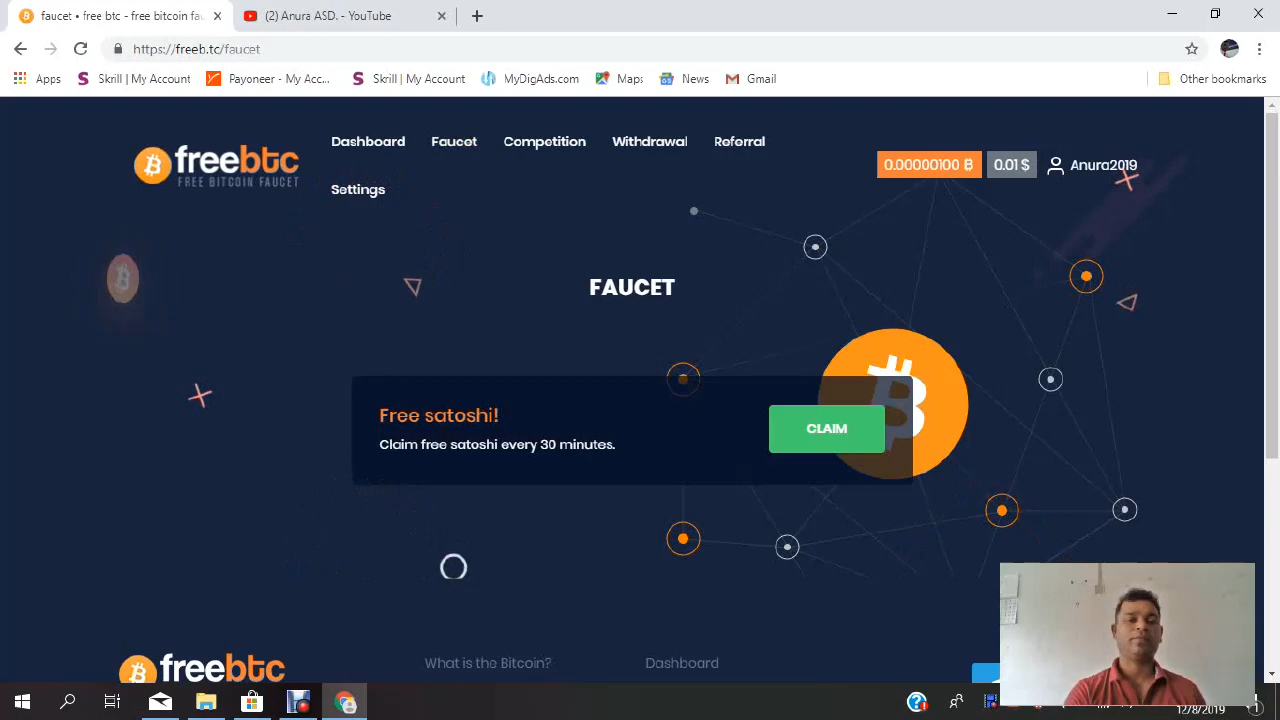 faucet • free btc - free bitcoin fau
(2) Anura ASD. - YouTube
https://freeb.tc/faucet
Apps
Skrill | My Account
Payoneer - My Acc...
Skrill | My Account
MyDigAds.com
Maps
News
Gmail
Other bookmarks
freebtc
FREE BITCOIN FAUCET
Dashboard
Faucet
Competition
Withdrawal
Referral
Settings
0.00000100 B
0.01 $
Anura2019
FAUCET
Free satoshi!
Claim free satoshi every 30 minutes.
CLAIM
freebtc
What is the Bitcoin?
Dashboard
12/8/2019